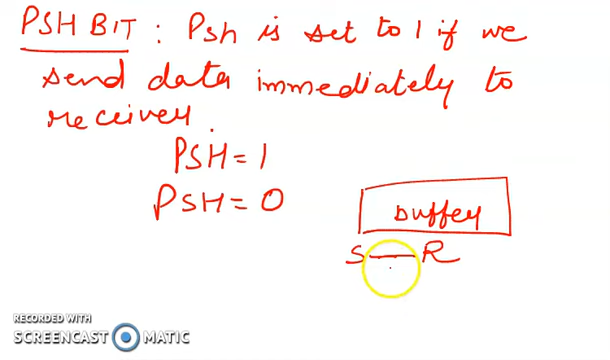 PSH BIT : Psh is set to 1 if we
send data immediately to
receiver
PSH = 1
PSH = 0
buffer
S — R
RECORDED WITH
SCREENCAST MATIC